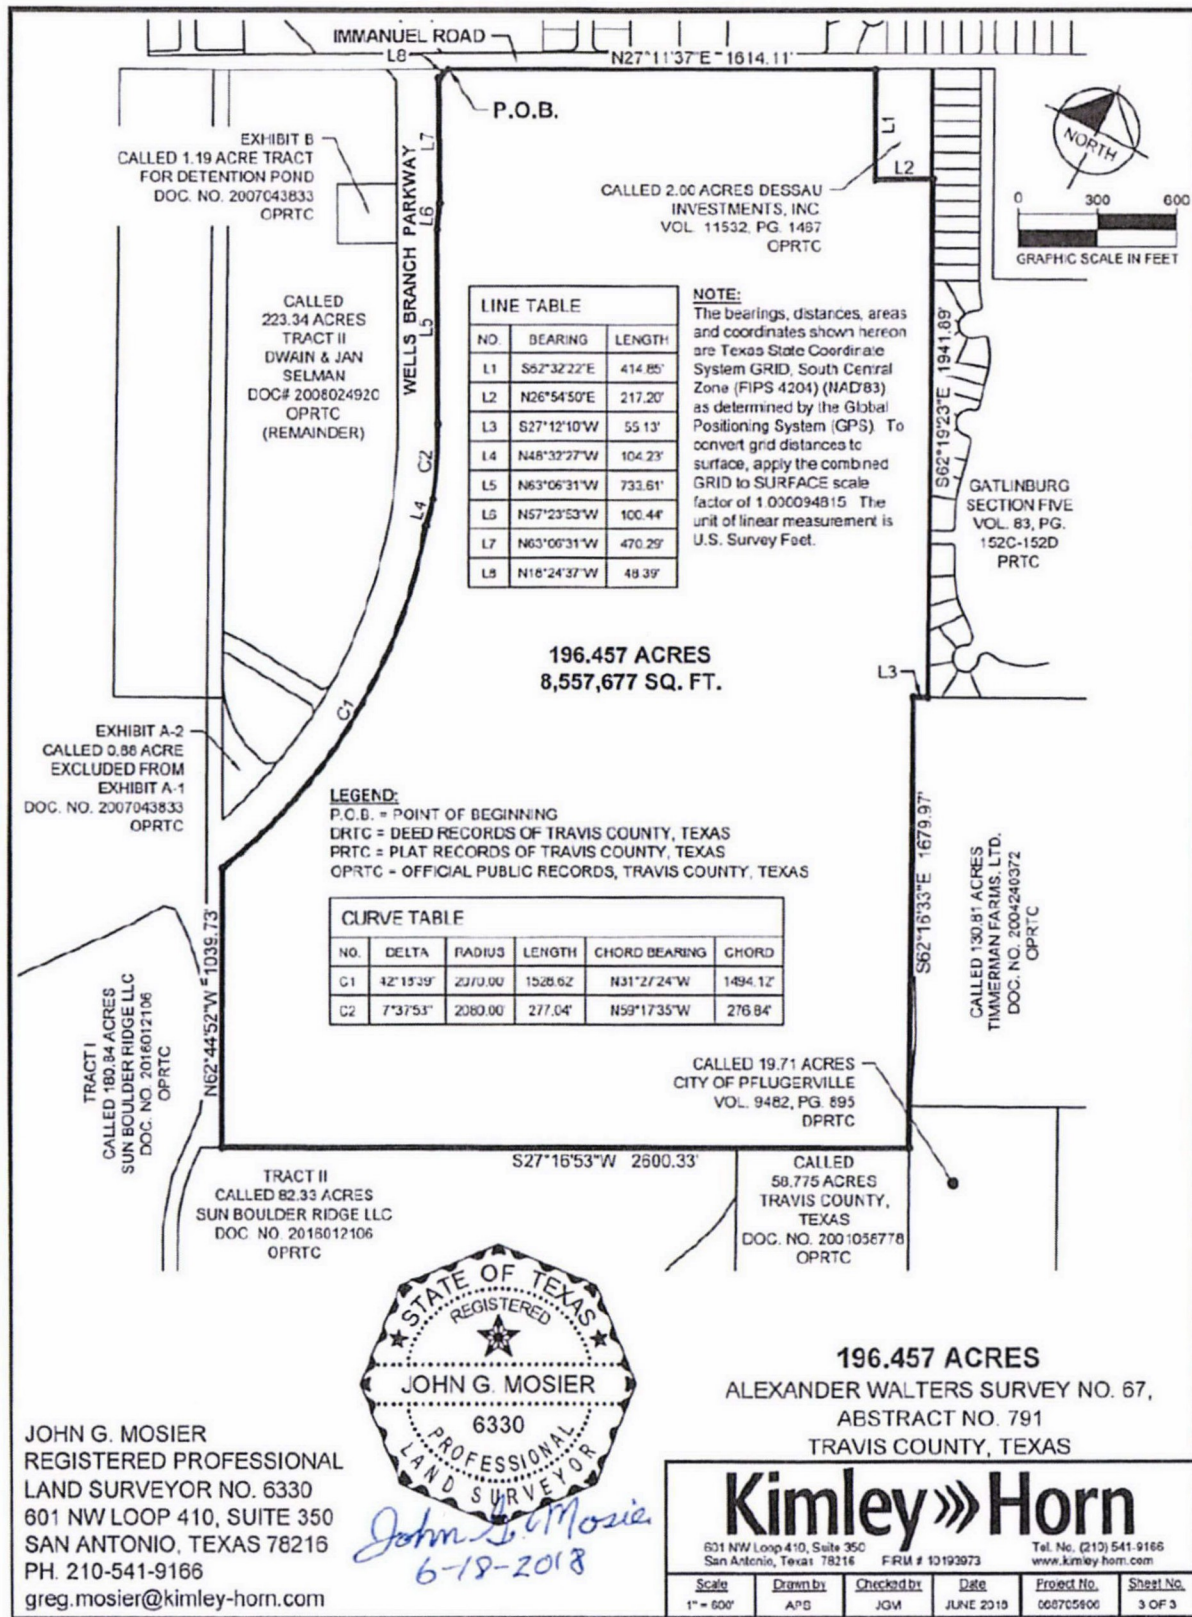 IMMANUEL ROAD
L8
N27°11'37"E 1614.11'
P.O.B.
L7
L1
L2
NORTH
EXHIBIT B
CALLED 1.19 ACRE TRACT
FOR DETENTION POND
DOC. NO. 2007043833
OPRTC
WELLS BRANCH PARKWAY
L6
L5
CALLED 2.00 ACRES DESSAU
INVESTMENTS, INC
VOL. 11532, PG. 1467
OPRTC
0 300 600
GRAPHIC SCALE IN FEET
CALLED
223.34 ACRES
TRACT II
DWAIN & JAN
SELMAN
DOC# 2008024920
OPRTC
(REMAINDER)
LINE TABLE
NO. BEARING LENGTH
L1 S62°32'22"E 414.85'
L2 N26°54'50"E 217.20'
L3 S27°12'10"W 55.13'
L4 N48°32'27"W 104.23'
L5 N63°06'31"W 733.61'
L6 N57°23'53"W 100.44'
L7 N63°06'31"W 470.29'
L8 N18°24'37"W 48.39'
NOTE:
The bearings, distances, areas
and coordinates shown hereon
are Texas State Coordinate
System GRID, South Central
Zone (FIPS 4204) (NAD'83)
as determined by the Global
Positioning System (GPS). To
convert grid distances to
surface, apply the combined
GRID to SURFACE scale
factor of 1.000094815 The
unit of linear measurement is
U.S. Survey Feet.
S62°19'23"E 1941.89'
GATLINBURG
SECTION FIVE
VOL. 83, PG.
152C-152D
PRTC
C2
L4
C1
196.457 ACRES
8,557,677 SQ. FT.
L3
EXHIBIT A-2
CALLED 0.88 ACRE
EXCLUDED FROM
EXHIBIT A-1
DOC. NO. 2007043833
OPRTC
LEGEND:
P.O.B. = POINT OF BEGINNING
DRTC = DEED RECORDS OF TRAVIS COUNTY, TEXAS
PRTC = PLAT RECORDS OF TRAVIS COUNTY, TEXAS
OPRTC = OFFICIAL PUBLIC RECORDS, TRAVIS COUNTY, TEXAS
S62°16'33"E 1679.97'
CALLED 130.81 ACRES
TIMMERMAN FARMS, LTD.
DOC. NO. 2004240372
OPRTC
CURVE TABLE
NO. DELTA RADIUS LENGTH CHORD BEARING CHORD
C1 42°18'39" 2070.00' 1528.62' N31°27'24"W 1494.12'
C2 7°37'53" 2080.00' 277.04' N59°17'35"W 276.84'
N62°44'52"W 1039.73'
TRACT I
CALLED 180.84 ACRES
SUN BOULDER RIDGE LLC
DOC. NO. 2016012106
OPRTC
CALLED 19.71 ACRES
CITY OF PFLUGERVILLE
VOL. 9482, PG. 895
DPRTC
S27°16'53"W 2600.33'
TRACT II
CALLED 82.33 ACRES
SUN BOULDER RIDGE LLC
DOC. NO. 2016012106
OPRTC
CALLED
58.775 ACRES
TRAVIS COUNTY,
TEXAS
DOC. NO. 2001058778
OPRTC
STATE OF TEXAS
REGISTERED
JOHN G. MOSIER
6330
PROFESSIONAL
LAND SURVEYOR
John G. Mosier
6-18-2018
JOHN G. MOSIER
REGISTERED PROFESSIONAL
LAND SURVEYOR NO. 6330
601 NW LOOP 410, SUITE 350
SAN ANTONIO, TEXAS 78216
PH. 210-541-9166
greg.mosier@kimley-horn.com
196.457 ACRES
ALEXANDER WALTERS SURVEY NO. 67,
ABSTRACT NO. 791
TRAVIS COUNTY, TEXAS
Kimley»Horn
601 NW Loop 410, Suite 350
San Antonio, Texas 78216 FIRM # 10193973
Tel. No. (210) 541-9166
www.kimley-horn.com
Scale Drawn by Checked by Date Project No. Sheet No.
1" = 600' APS JGM JUNE 2018 068705906 3 OF 3